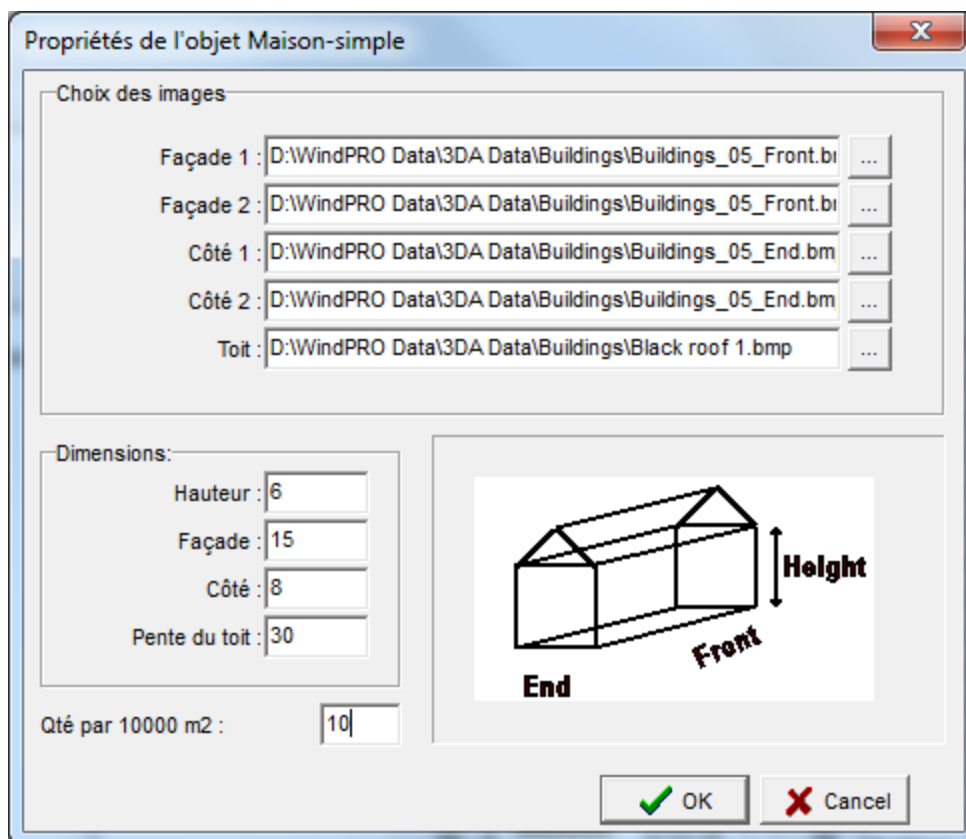 Propriétés de l'objet Maison-simple
Choix des images
Façade 1 : D:\WindPRO Data\3DA Data\Buildings\Buildings_05_Front.b ...
Façade 2 : D:\WindPRO Data\3DA Data\Buildings\Buildings_05_Front.b ...
Côté 1 : D:\WindPRO Data\3DA Data\Buildings\Buildings_05_End.bm ...
Côté 2 : D:\WindPRO Data\3DA Data\Buildings\Buildings_05_End.bm ...
Toit : D:\WindPRO Data\3DA Data\Buildings\Black roof 1.bmp ...
Dimensions:
Hauteur : 6
Façade : 15
Côté : 8
Pente du toit : 30
Height
Front
End
Qté par 10000 m2 : 10
OK Cancel